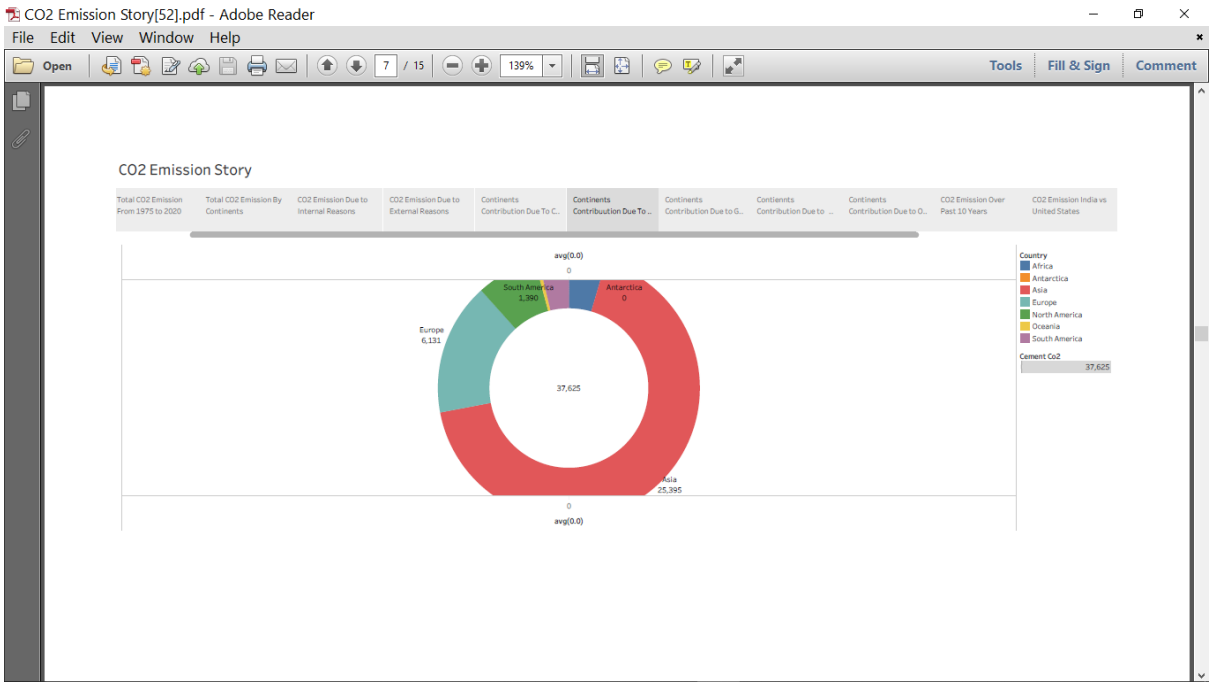 CO2 Emission Story[52].pdf - Adobe Reader
File Edit View Window Help
Open 7 / 15 139% Tools Fill & Sign Comment
CO2 Emission Story
Total CO2 Emission
From 1975 to 2020
Total CO2 Emission By
Continents
CO2 Emission Due to
Internal Reasons
CO2 Emission Due to
External Reasons
Continents
Contribution Due To C..
Continents
Contribuution Due To ..
Continents
Contribution Due to G..
Contiennts
Contribution Due to ...
Continents
Contribution Due to O..
CO2 Emission Over
Past 10 Years
CO2 Emission India vs
United States
avg(0.0)
0
South America
1,390
Antarctica
0
Europe
6,131
37,625
Asia
25,395
0
avg(0.0)
Country
Africa
Antarctica
Asia
Europe
North America
Oceania
South America
Cement Co2
37,625